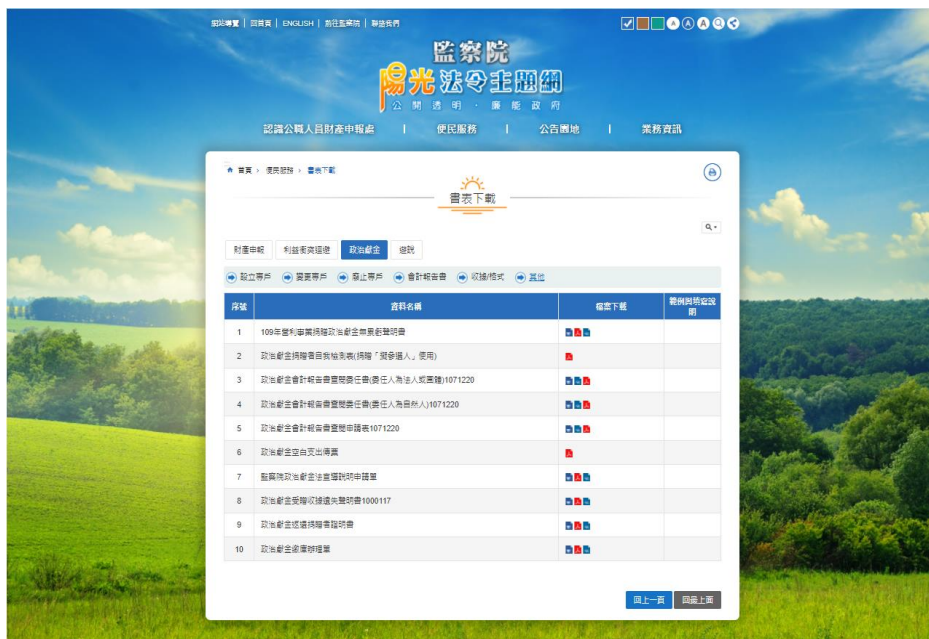 網站導覽 | 回首頁 | ENGLISH | 前往監察院 | 聯絡我們
A A A
監察院
陽光法令主題網
公開透明 · 廉能政府
認識公職人員財產申報處 | 便民服務 | 公告園地 | 業務資訊
首頁 › 便民服務 › 書表下載
書表下載
財產申報 利益衝突迴避 政治獻金 遊說
設立專戶 變更專戶 廢止專戶 會計報告書 收據/格式 其他
序號 資料名稱 檔案下載 範例與填寫說明
1 109年營利事業捐贈政治獻金無累虧聲明書
2 政治獻金捐贈者自我檢測表(捐贈「擬參選人」使用)
3 政治獻金會計報告書查閱委任書(委任人為法人或團體)1071220
4 政治獻金會計報告書查閱委任書(委任人為自然人)1071220
5 政治獻金會計報告書查閱申請表1071220
6 政治獻金空白支出傳票
7 監察院政治獻金法宣導說明申請單
8 政治獻金受贈收據遺失聲明書1000117
9 政治獻金返還捐贈者證明書
10 政治獻金繳庫辦理單
回上一頁 回最上面